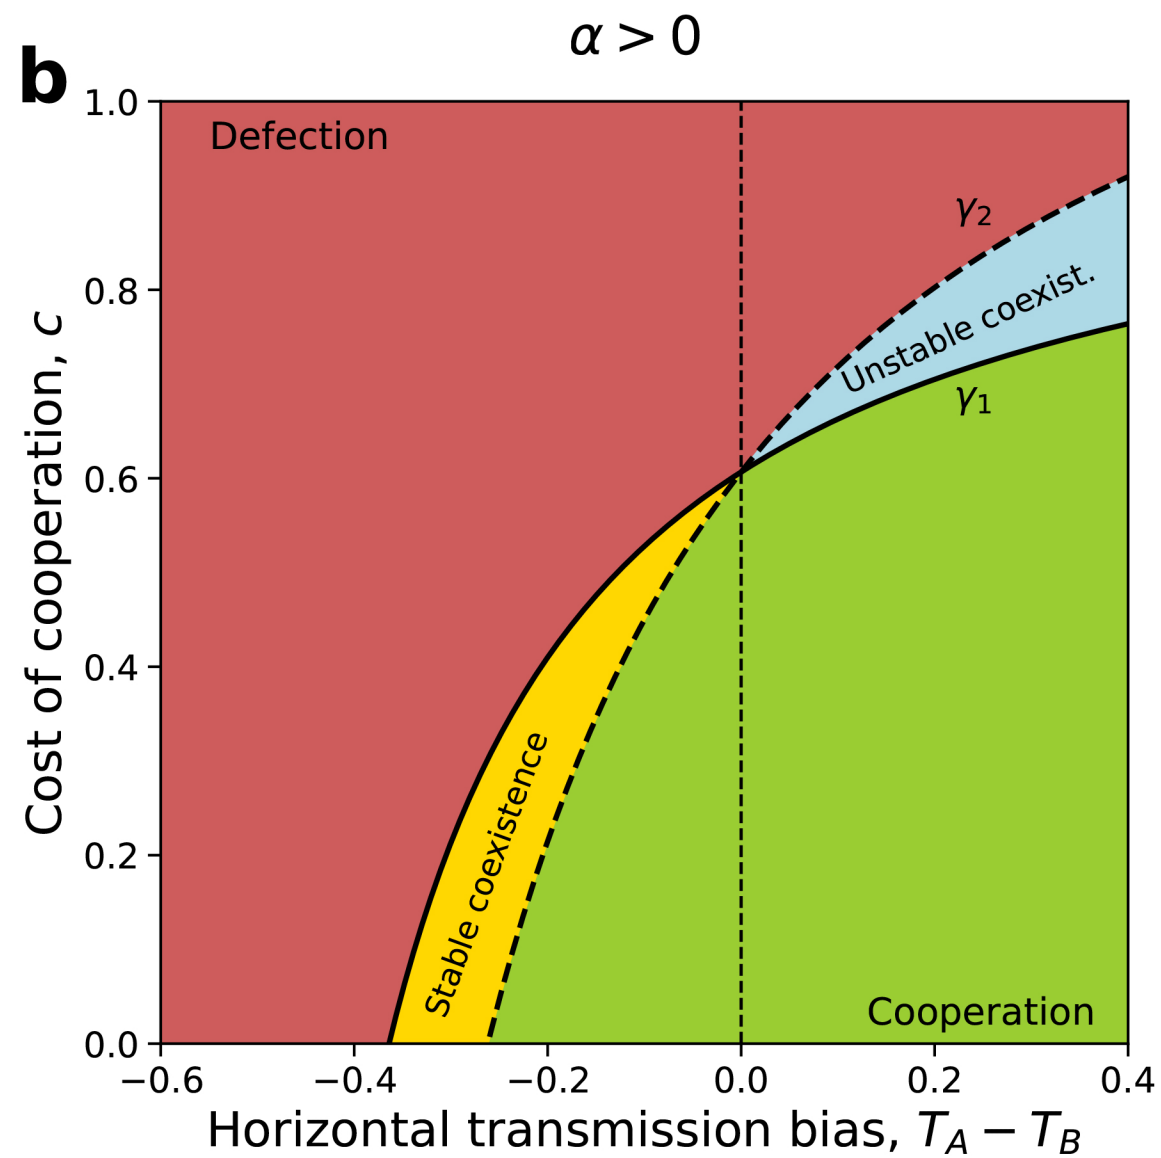 α > 0
b
1.0
0.8
0.6
0.4
0.2
0.0
Cost of cooperation, c
Defection
γ2
Unstable coexist.
γ1
Stable coexistence
Cooperation
−0.6 −0.4 −0.2 0.0 0.2 0.4
Horizontal transmission bias, T_A − T_B